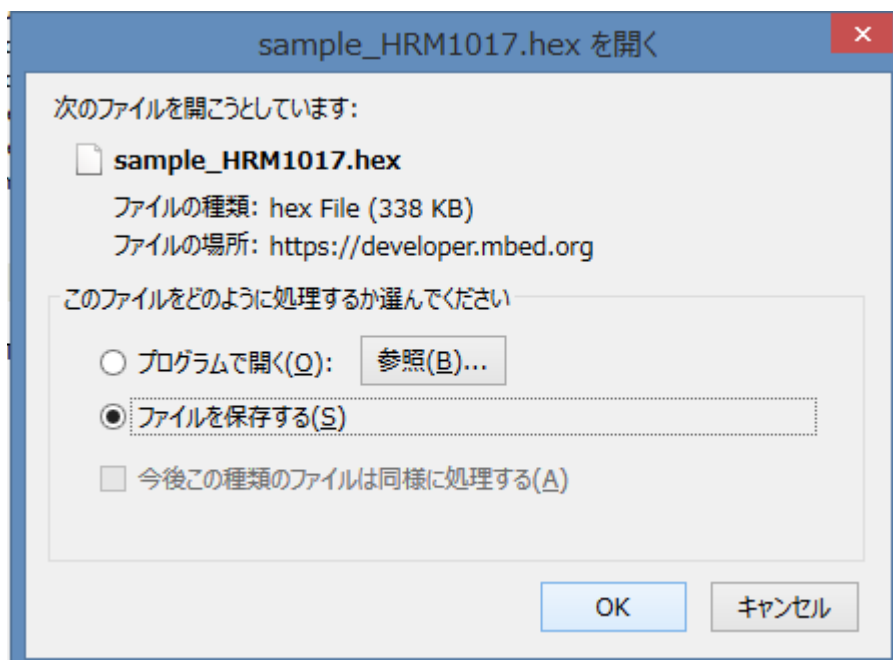 sample_HRM1017.hex を開く
次のファイルを開こうとしています:
sample_HRM1017.hex
ファイルの種類: hex File (338 KB)
ファイルの場所: https://developer.mbed.org
このファイルをどのように処理するか選んでください
プログラムで開く(O): 参照(B)...
ファイルを保存する(S)
今後この種類のファイルは同様に処理する(A)
OK キャンセル